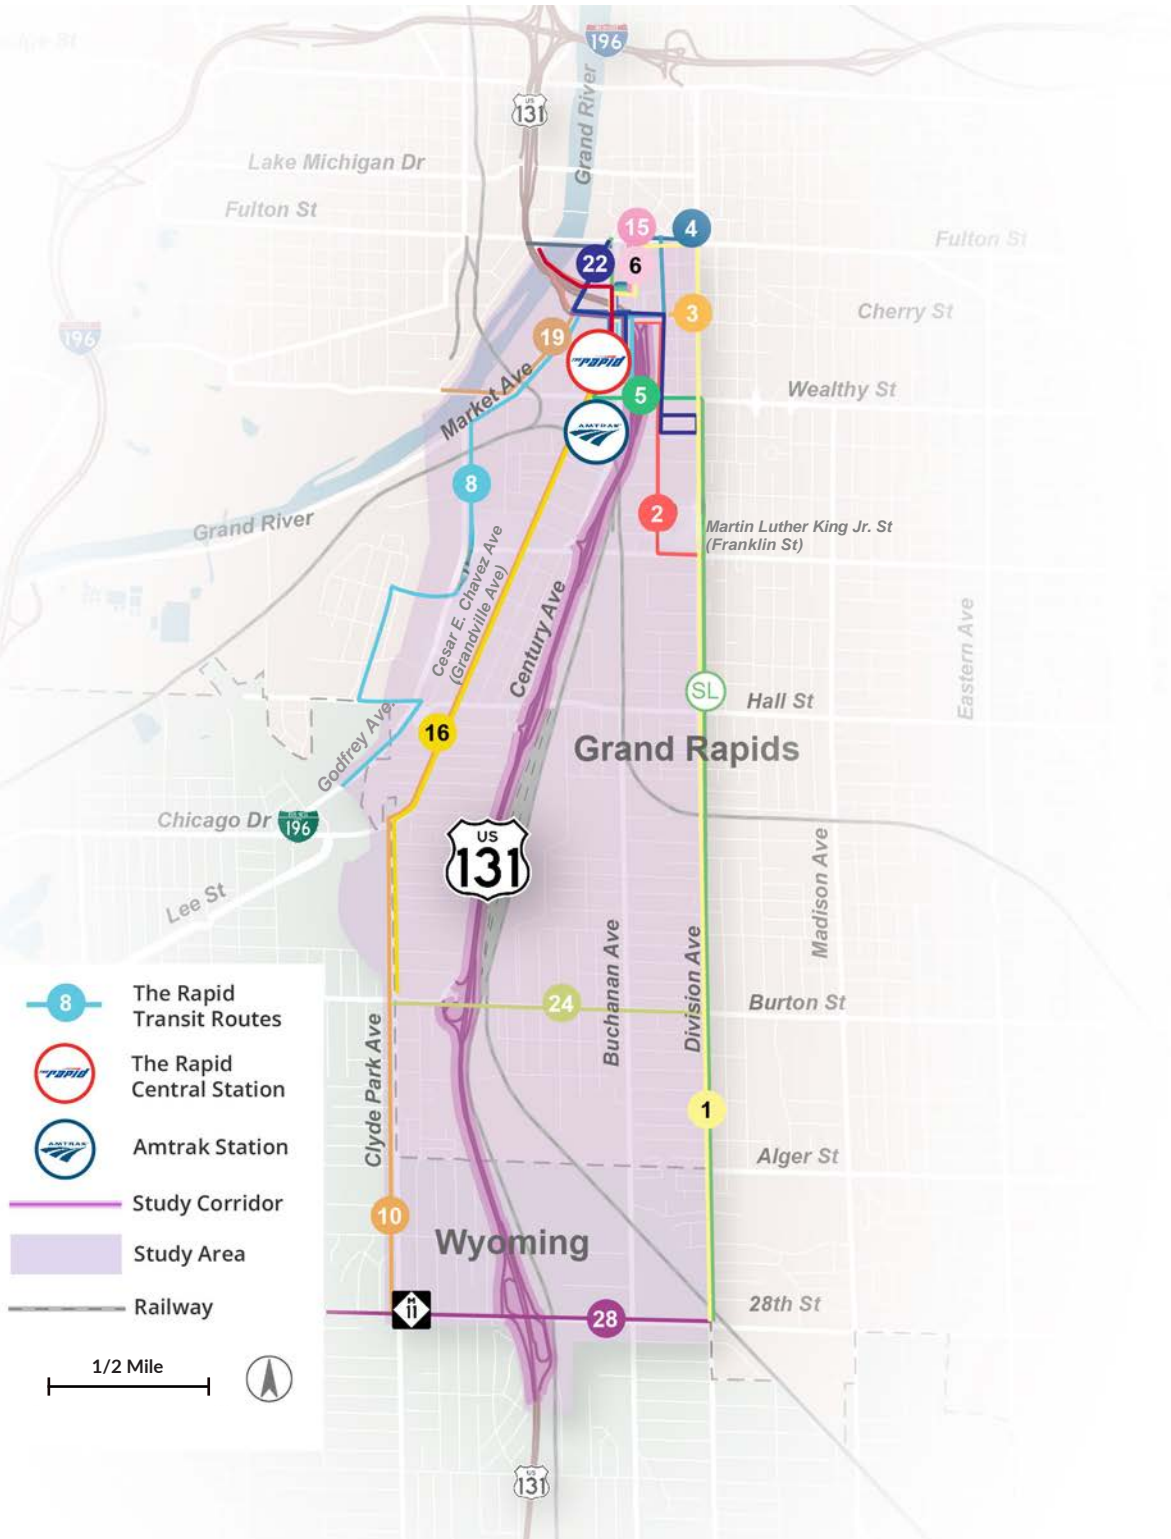 196
US
131
Grand River
Lake Michigan Dr
Fulton St
15
4
Fulton St
22
6
3
Cherry St
196
19
THE rapid
Market Ave
5
Wealthy St
AMTRAK
8
2
Grand River
Martin Luther King Jr. St
(Franklin St)
Cesar E. Chavez Ave
(Grandville Ave)
Century Ave
Eastern Ave
SL
Hall St
16
Godfrey Ave.
Grand Rapids
Chicago Dr
196
US
131
Madison Ave
Lee St
Buchanan Ave
Division Ave
24
Burton St
Clyde Park Ave
1
Alger St
10
Wyoming
M
11
28
28th St
8
The Rapid
Transit Routes
THE rapid
The Rapid
Central Station
AMTRAK
Amtrak Station
Study Corridor
Study Area
Railway
1/2 Mile
US
131